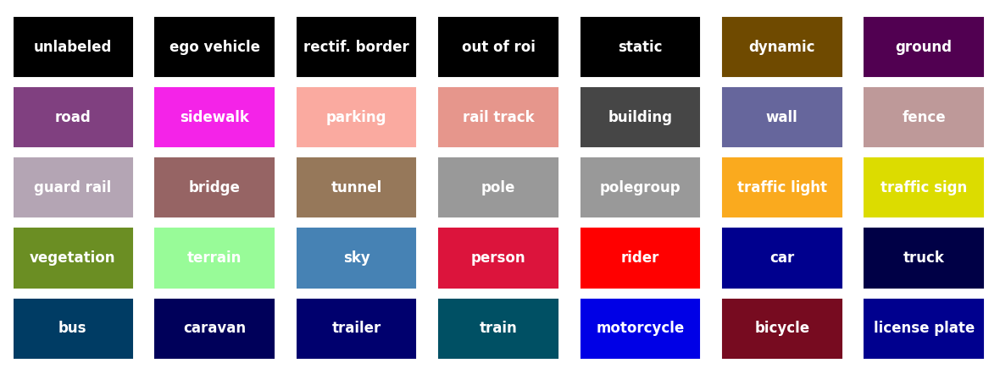 unlabeled
ego vehicle
rectif. border
out of roi
static
dynamic
ground
road
sidewalk
parking
rail track
building
wall
fence
guard rail
bridge
tunnel
pole
polegroup
traffic light
traffic sign
vegetation
terrain
sky
person
rider
car
truck
bus
caravan
trailer
train
motorcycle
bicycle
license plate